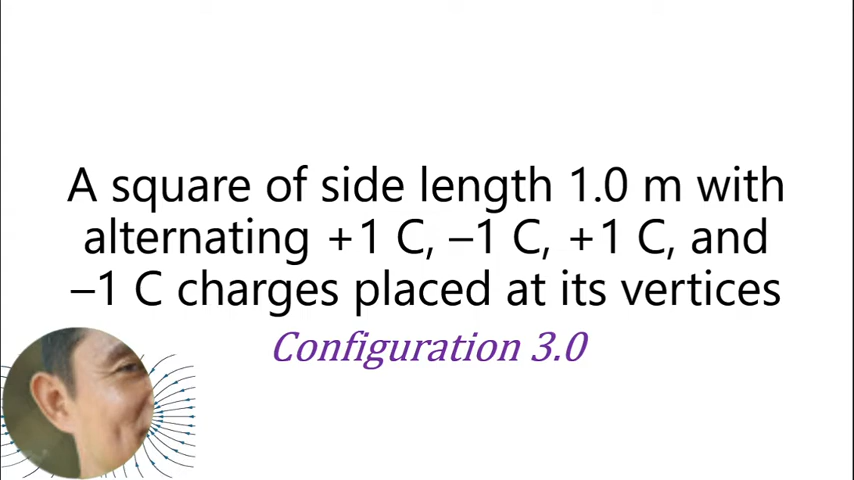 A square of side length 1.0 m with
alternating +1 C, –1 C, +1 C, and
–1 C charges placed at its vertices
Configuration 3.0